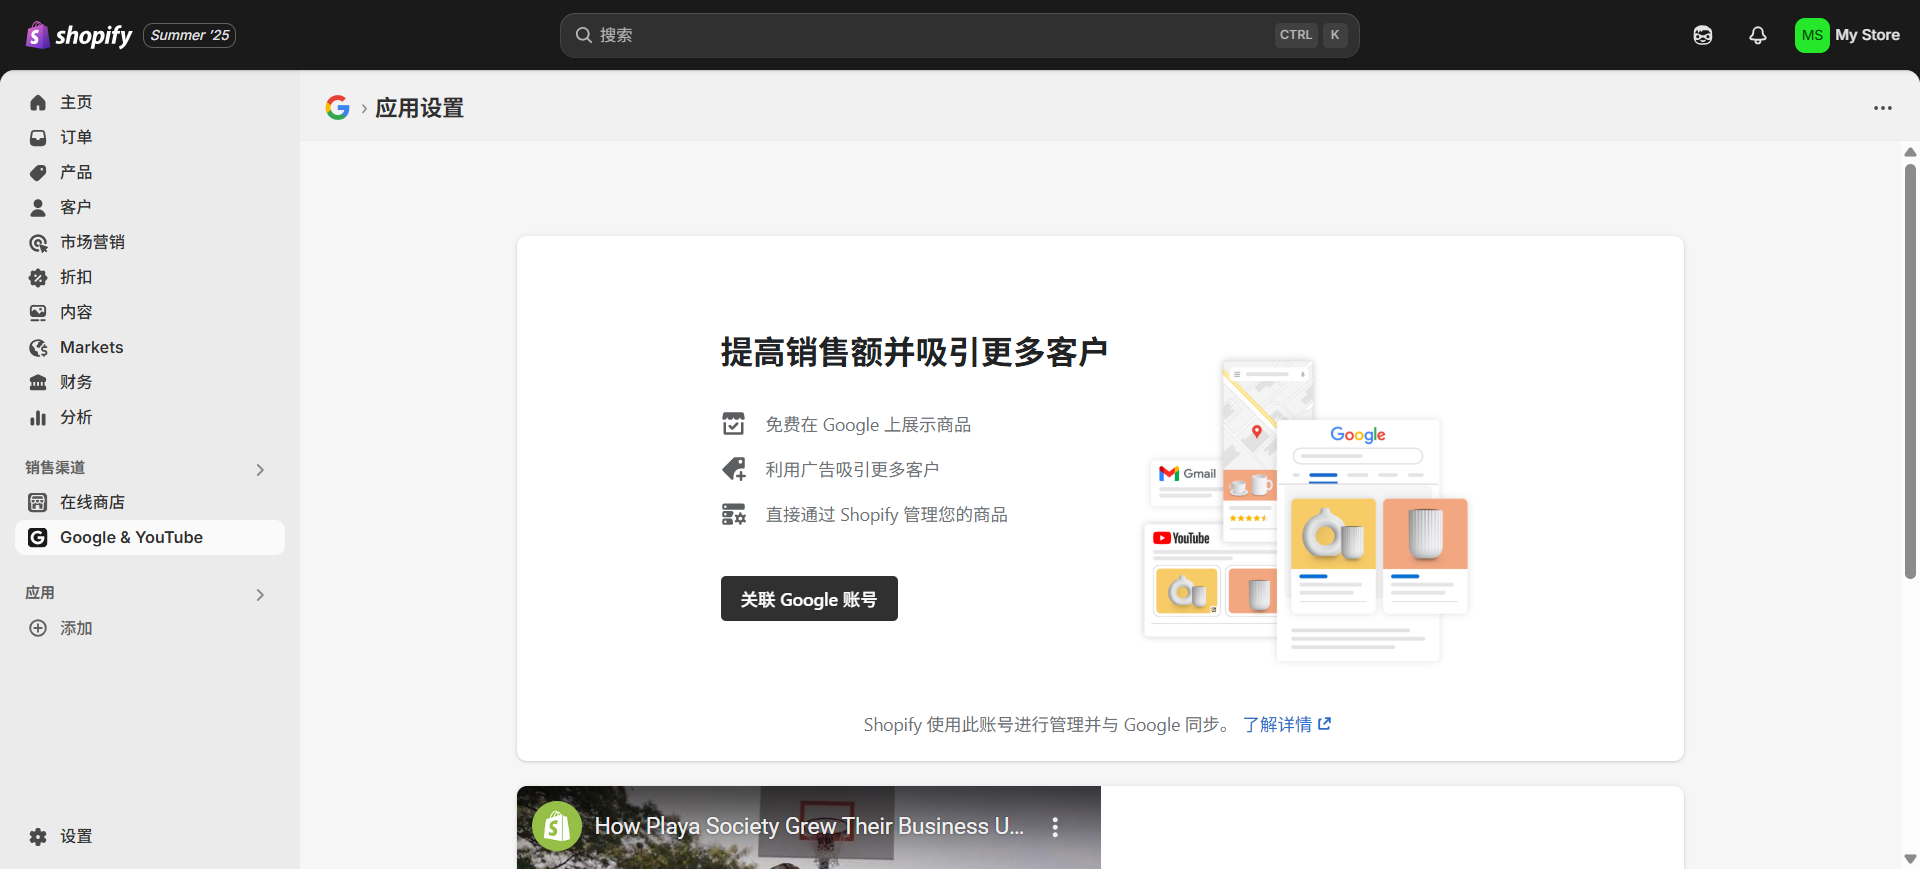 shopify Summer '25
搜索
CTRL K
MS My Store
主页
订单
产品
客户
市场营销
折扣
内容
Markets
财务
分析
销售渠道
在线商店
Google & YouTube
应用
添加
设置
应用设置
提高销售额并吸引更多客户
免费在 Google 上展示商品
利用广告吸引更多客户
直接通过 Shopify 管理您的商品
关联 Google 账号
Google
Gmail
YouTube
Shopify 使用此账号进行管理并与 Google 同步。 了解详情
How Playa Society Grew Their Business U...